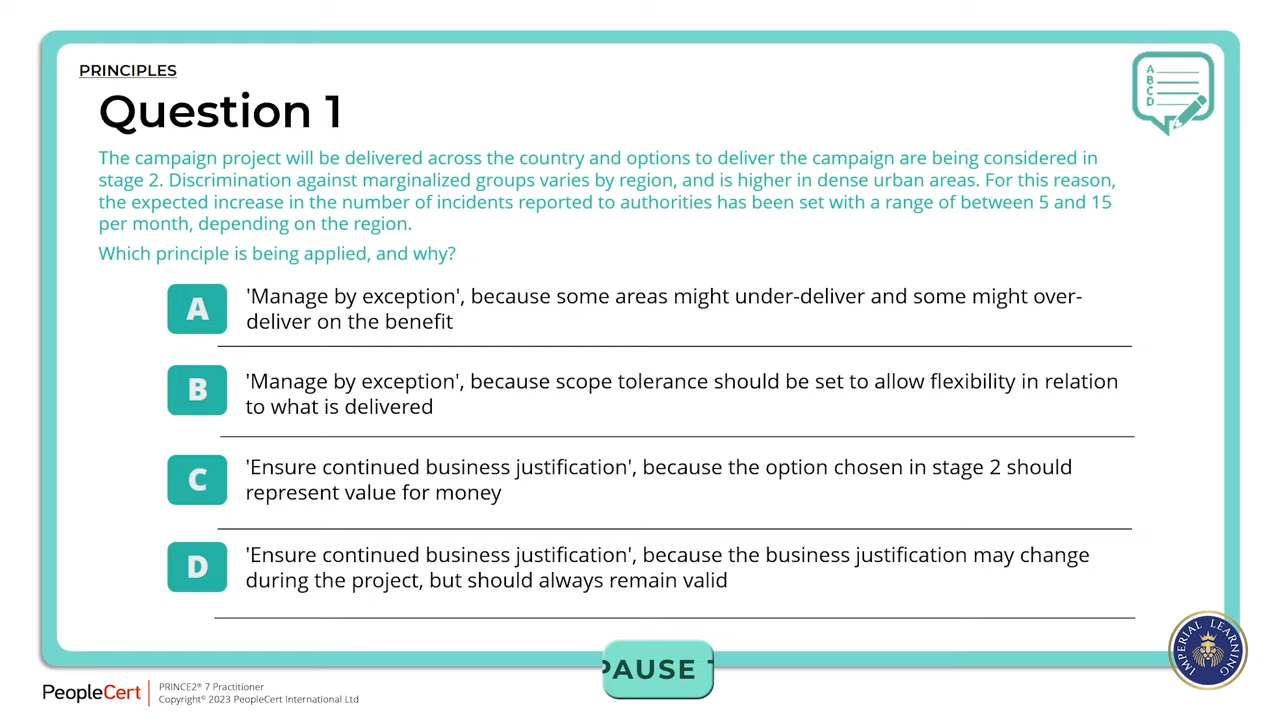 PRINCIPLES
Question 1
A
B
C
D
The campaign project will be delivered across the country and options to deliver the campaign are being considered in
stage 2. Discrimination against marginalized groups varies by region, and is higher in dense urban areas. For this reason,
the expected increase in the number of incidents reported to authorities has been set with a range of between 5 and 15
per month, depending on the region.
Which principle is being applied, and why?
A
'Manage by exception', because some areas might under-deliver and some might over-
deliver on the benefit
B
'Manage by exception', because scope tolerance should be set to allow flexibility in relation
to what is delivered
C
'Ensure continued business justification', because the option chosen in stage 2 should
represent value for money
D
'Ensure continued business justification', because the business justification may change
during the project, but should always remain valid
PAUSE
IMPERIAL LEARNING
PeopleCert
PRINCE2® 7 Practitioner
Copyright© 2023 PeopleCert International Ltd